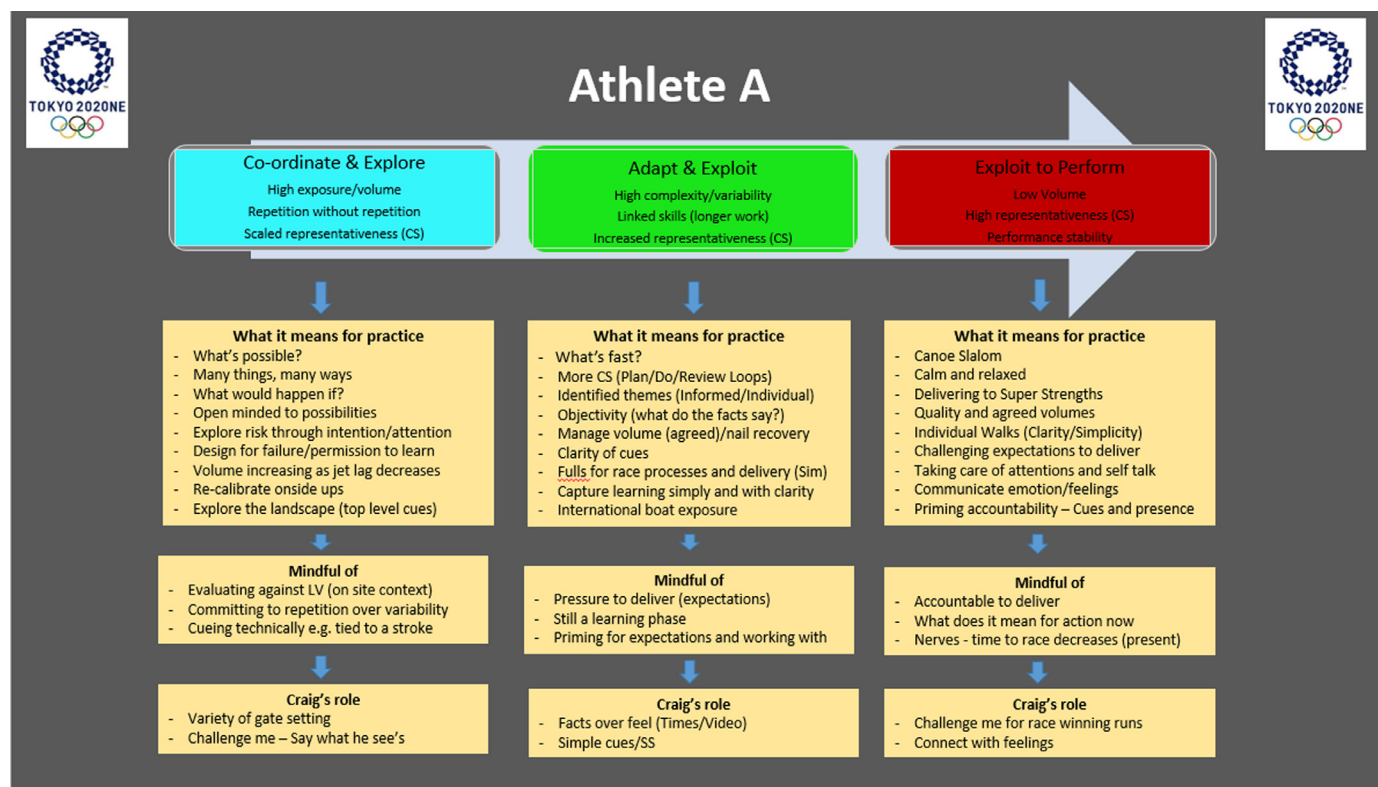 TOKYO 2020NE
Athlete A
TOKYO 2020NE
Co-ordinate & Explore
High exposure/volume
Repetition without repetition
Scaled representativeness (CS)
Adapt & Exploit
High complexity/variability
Linked skills (longer work)
Increased representativeness (CS)
Exploit to Perform
Low Volume
High representativeness (CS)
Performance stability
What it means for practice
- What's possible?
- Many things, many ways
- What would happen if?
- Open minded to possibilities
- Explore risk through intention/attention
- Design for failure/permission to learn
- Volume increasing as jet lag decreases
- Re-calibrate onside ups
- Explore the landscape (top level cues)
What it means for practice
- What's fast?
- More CS (Plan/Do/Review Loops)
- Identified themes (Informed/Individual)
- Objectivity (what do the facts say?)
- Manage volume (agreed)/nail recovery
- Clarity of cues
- Fulls for race processes and delivery (Sim)
- Capture learning simply and with clarity
- International boat exposure
What it means for practice
- Canoe Slalom
- Calm and relaxed
- Delivering to Super Strengths
- Quality and agreed volumes
- Individual Walks (Clarity/Simplicity)
- Challenging expectations to deliver
- Taking care of attentions and self talk
- Communicate emotion/feelings
- Priming accountability – Cues and presence
Mindful of
- Evaluating against LV (on site context)
- Committing to repetition over variability
- Cueing technically e.g. tied to a stroke
Mindful of
- Pressure to deliver (expectations)
- Still a learning phase
- Priming for expectations and working with
Mindful of
- Accountable to deliver
- What does it mean for action now
- Nerves - time to race decreases (present)
Craig's role
- Variety of gate setting
- Challenge me – Say what he see's
Craig's role
- Facts over feel (Times/Video)
- Simple cues/SS
Craig's role
- Challenge me for race winning runs
- Connect with feelings